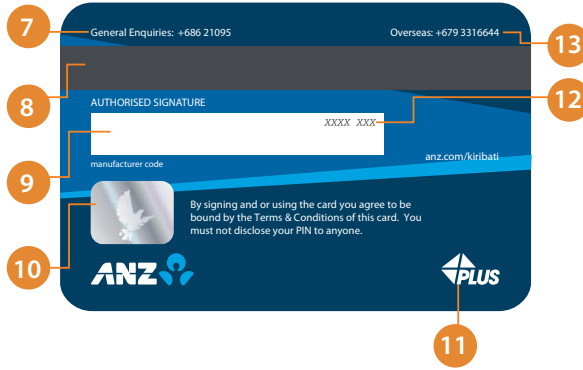 7
General Enquiries: +686 21095
Overseas: +679 3316644
13
8
12
AUTHORISED SIGNATURE
XXXX XXX
9
manufacturer code
anz.com/kiribati
10
By signing and or using the card you agree to be
bound by the Terms & Conditions of this card. You
must not disclose your PIN to anyone.
ANZ
PLUS
11